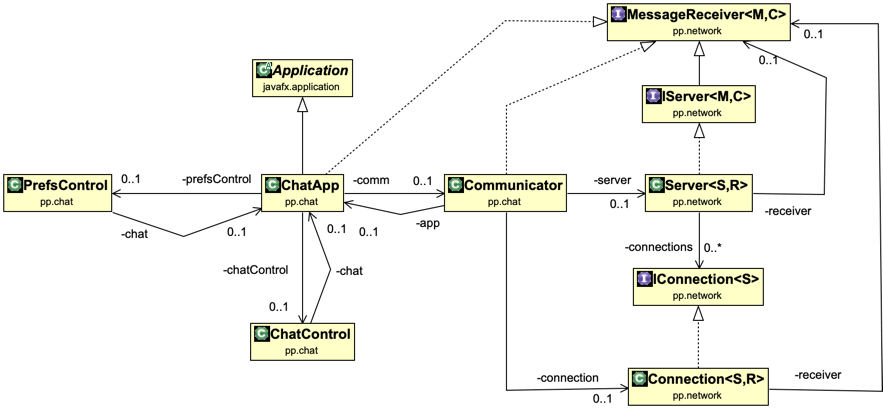 MessageReceiver<M,C>
pp.network
0..1
0..1
Application
javafx.application
IServer<M,C>
pp.network
PrefsControl
pp.chat
0..1
-prefsControl
ChatApp
pp.chat
-comm
0..1
Communicator
pp.chat
-server
0..1
Server<S,R>
pp.network
-receiver
-chat
0..1
0..1
0..1
-app
-connections
0..*
-chatControl
-chat
0..1
IConnection<S>
pp.network
ChatControl
pp.chat
-connection
0..1
Connection<S,R>
pp.network
-receiver